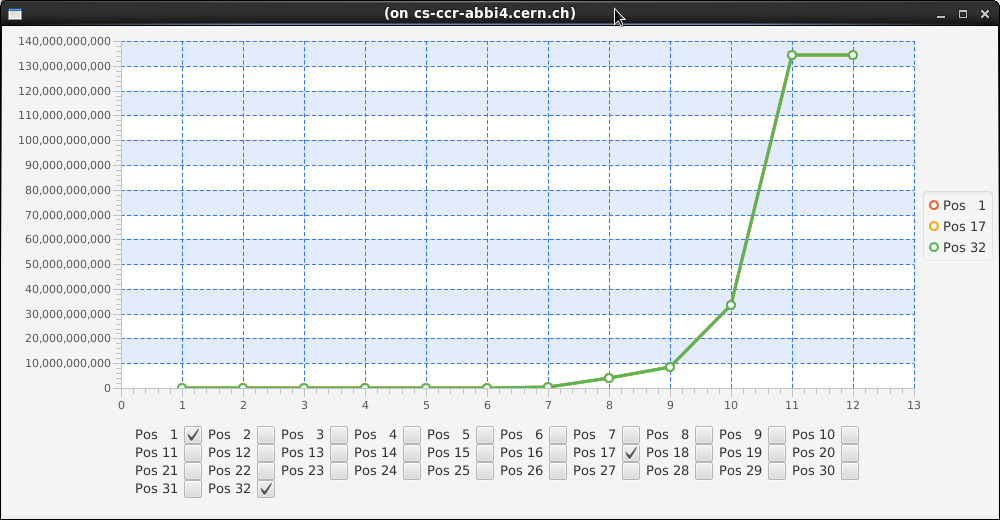 (on cs-ccr-abbi4.cern.ch)
140,000,000,000
130,000,000,000
120,000,000,000
110,000,000,000
100,000,000,000
90,000,000,000
80,000,000,000
70,000,000,000
60,000,000,000
50,000,000,000
40,000,000,000
30,000,000,000
20,000,000,000
10,000,000,000
0
0 1 2 3 4 5 6 7 8 9 10 11 12 13
Pos 1
Pos 17
Pos 32
Pos 1 Pos 2 Pos 3 Pos 4 Pos 5 Pos 6 Pos 7 Pos 8 Pos 9 Pos 10
Pos 11 Pos 12 Pos 13 Pos 14 Pos 15 Pos 16 Pos 17 Pos 18 Pos 19 Pos 20
Pos 21 Pos 22 Pos 23 Pos 24 Pos 25 Pos 26 Pos 27 Pos 28 Pos 29 Pos 30
Pos 31 Pos 32